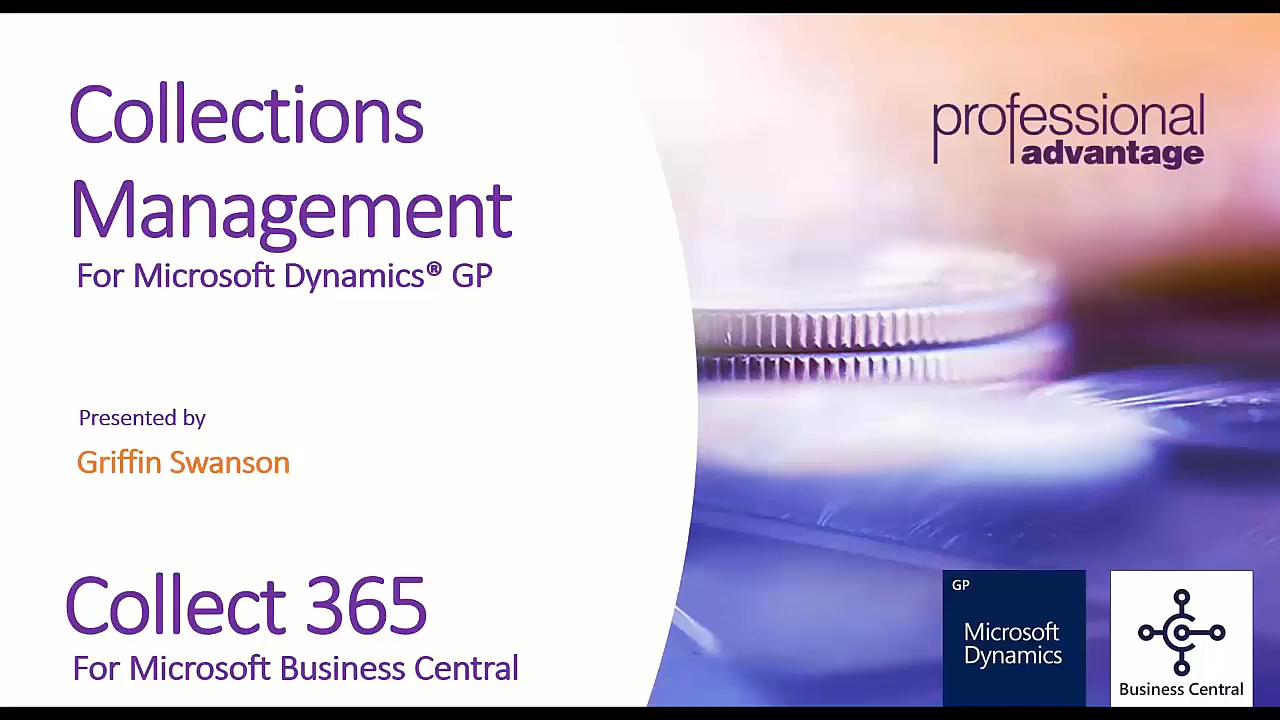 Collections
Management
For Microsoft Dynamics® GP
Presented by
Griffin Swanson
Collect 365
For Microsoft Business Central
professional
advantage
GP
Microsoft
Dynamics
Business Central